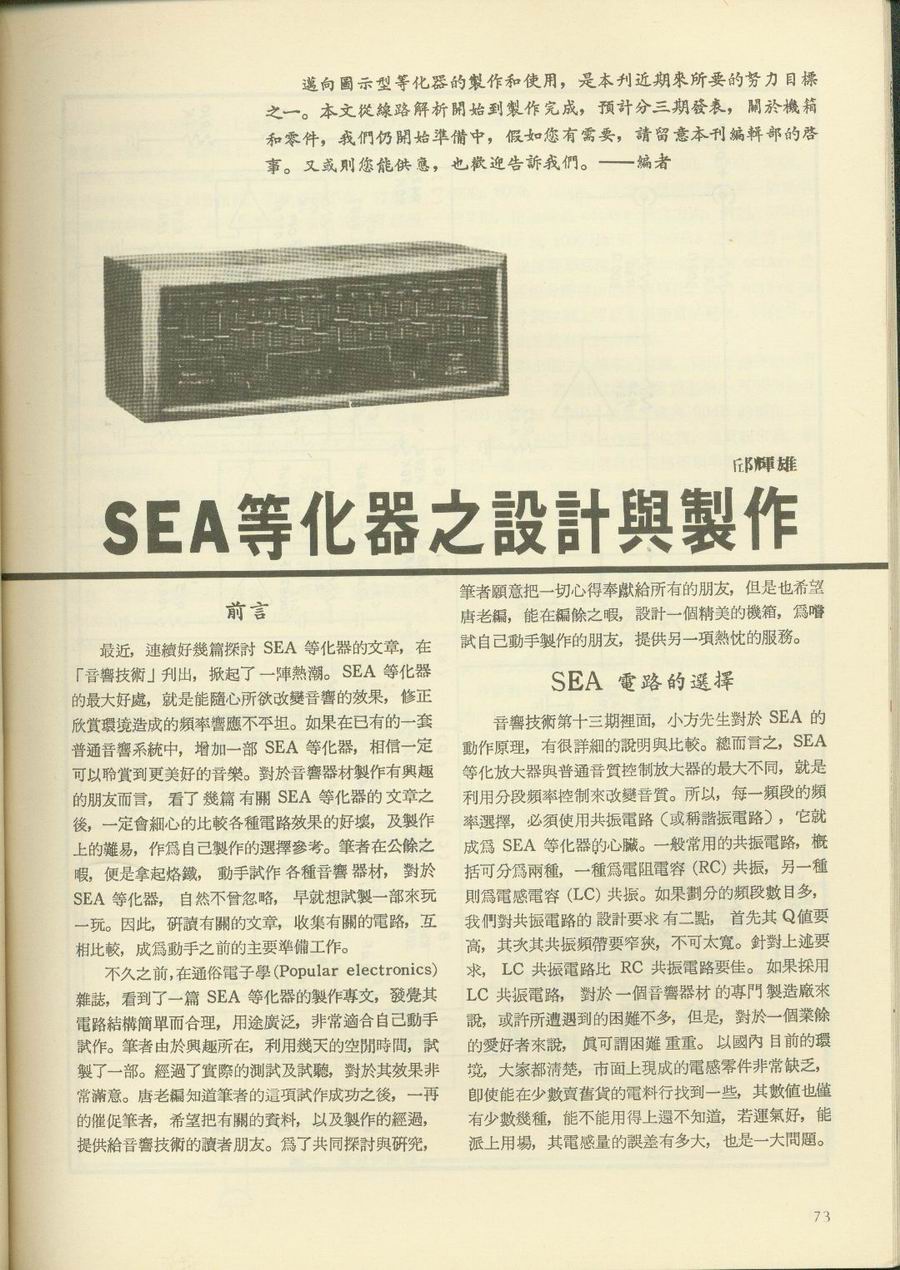 邁向圖示型等化器的製作和使用，是本刊近期來所要的努力目標
之一。本文從線路解析開始到製作完成，預計分三期發表，關於機箱
和零件，我們仍開始準備中，假如您有需要，請留意本刊編輯部的啓
事。又或則您能供應，也歡迎告訴我們。——編者
邱輝雄
SEA等化器之設計與製作
前言
最近，連續好幾篇探討 SEA 等化器的文章，在
「音響技術」刋出，掀起了一陣熱潮。SEA 等化器
的最大好處，就是能隨心所欲改變音響的效果，修正
欣賞環境造成的頻率響應不平坦。如果在已有的一套
普通音響系統中，增加一部 SEA 等化器，相信一定
可以聆賞到更美好的音樂。對於音響器材製作有興趣
的朋友而言，看了幾篇有關 SEA 等化器的文章之
後，一定會細心的比較各種電路效果的好壞，及製作
上的難易，作爲自己製作的選擇參考。筆者在公餘之
暇，便是拿起烙鐵，動手試作各種音響器材，對於
SEA 等化器，自然不曾忽略，早就想試製一部來玩
一玩。因此，硏讀有關的文章，收集有關的電路，互
相比較，成爲動手之前的主要準備工作。
不久之前，在通俗電子學(Popular electronics)
雜誌，看到了一篇 SEA 等化器的製作專文，發覺其
電路結構簡單而合理，用途廣泛，非常適合自己動手
試作。筆者由於興趣所在，利用幾天的空閒時間，試
製了一部。經過了實際的測試及試聽，對於其效果非
常滿意。唐老編知道筆者的這項試作成功之後，一再
的催促筆者，希望把有關的資料，以及製作的經過，
提供給音響技術的讀者朋友。爲了共同探討與硏究，
筆者願意把一切心得奉獻給所有的朋友，但是也希望
唐老編，能在編餘之暇，設計一個精美的機箱，爲嚐
試自己動手製作的朋友，提供另一項熱忱的服務。
SEA 電路的選擇
音響技術第十三期裡面，小方先生對於 SEA 的
動作原理，有很詳細的說明與比較。總而言之，SEA
等化放大器與普通音質控制放大器的最大不同，就是
利用分段頻率控制來改變音質。所以，每一頻段的頻
率選擇，必須使用共振電路（或稱諧振電路），它就
成爲 SEA 等化器的心臟。一般常用的共振電路，概
括可分爲兩種，一種爲電阻電容 (RC) 共振，另一種
則爲電感電容 (LC) 共振。如果劃分的頻段數目多，
我們對共振電路的設計要求有二點，首先其Q值要
高，其次其共振頻帶要窄狹，不可太寬。針對上述要
求，LC 共振電路比 RC 共振電路要佳。如果採用
LC 共振電路，對於一個音響器材的專門製造廠來
說，或許所遭遇到的困難不多，但是，對於一個業餘
的愛好者來說，眞可謂困難重重。以國內目前的環
境，大家都清楚，市面上現成的電感零件非常缺乏，
卽使能在少數賣舊貨的電料行找到一些，其數値也僅
有少數幾種，能不能用得上還不知道，若運氣好，能
派上用場，其電感量的誤差有多大，也是一大問題。
73